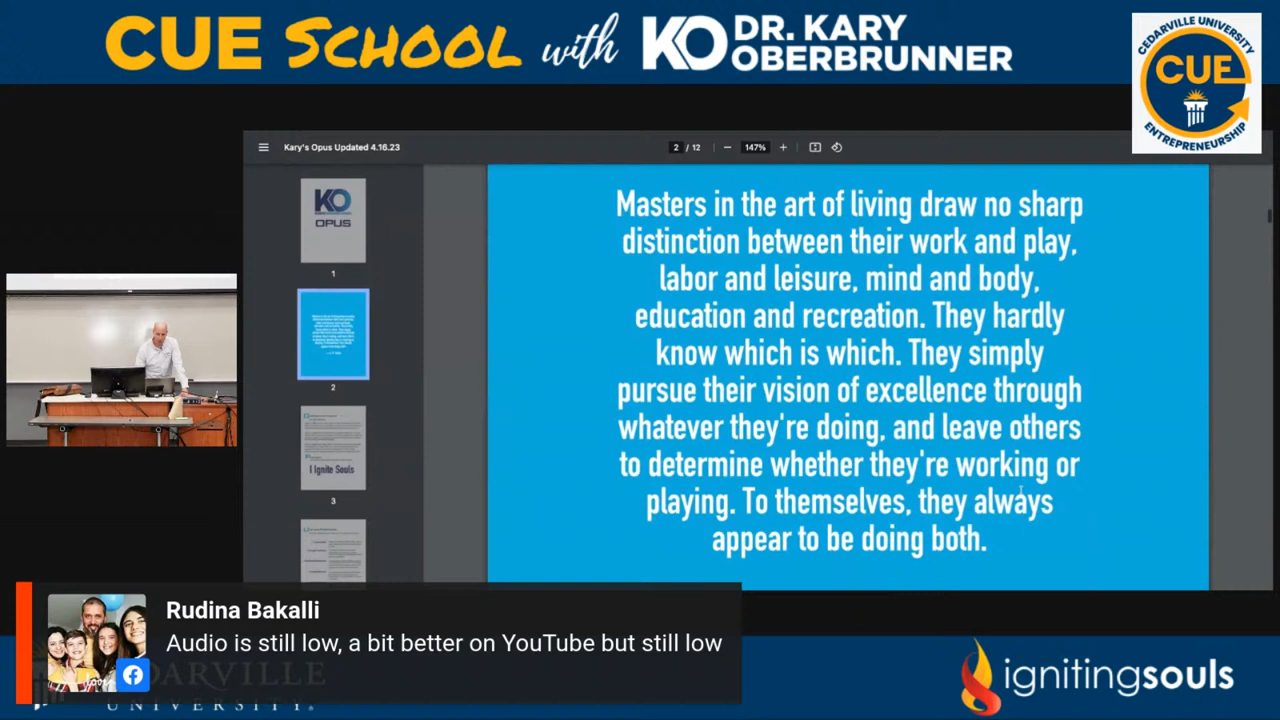 CUE SCHOOL with KO DR. KARY
OBERBRUNNER
CEDARVILLE UNIVERSITY
CUE
ENTREPRENEURSHIP
Kary's Opus Updated 4.16.23
2 / 12
147%
KO
OPUS
1
2
I Ignite Souls
3
Masters in the art of living draw no sharp
distinction between their work and play,
labor and leisure, mind and body,
education and recreation. They hardly
know which is which. They simply
pursue their vision of excellence through
whatever they're doing, and leave others
to determine whether they're working or
playing. To themselves, they always
appear to be doing both.
Rudina Bakalli
Audio is still low, a bit better on YouTube but still low
UNIVERSITY.
ignitingsouls